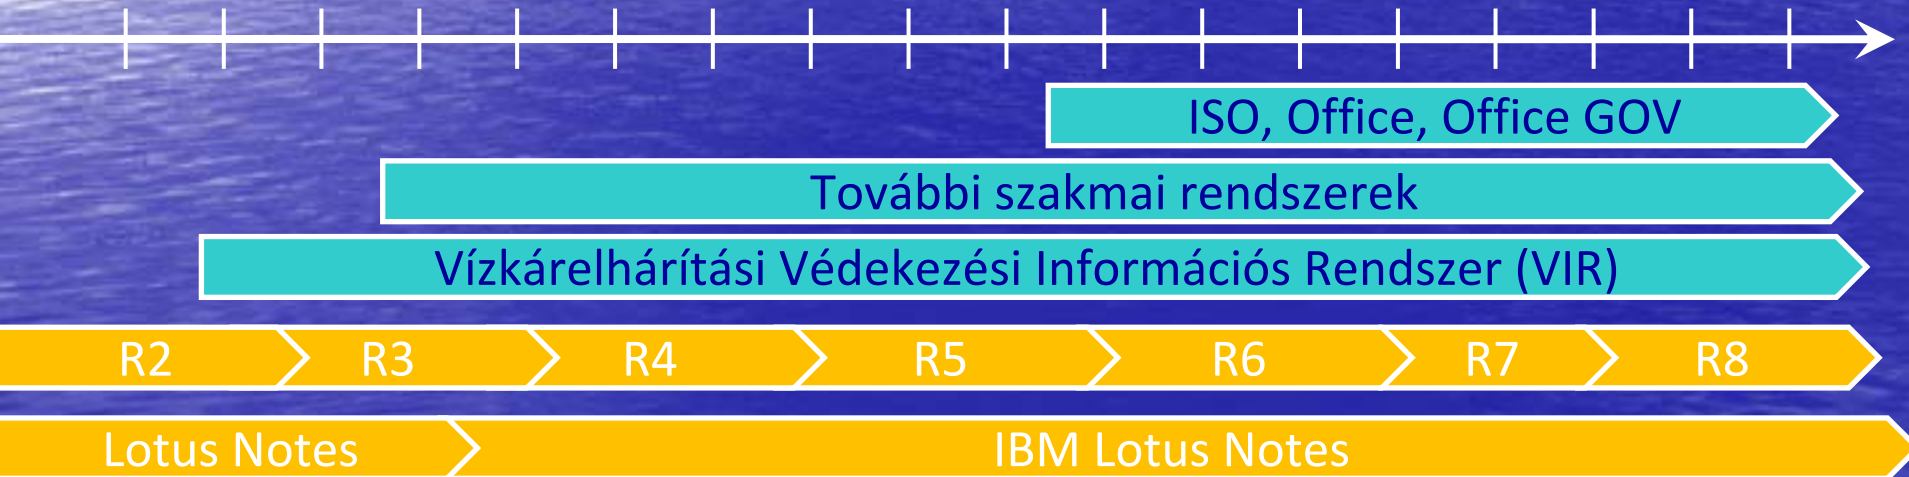 ISO, Office, Office GOV
További szakmai rendszerek
Vízkárelhárítási Védekezési Információs Rendszer (VIR)
R2 R3 R4 R5 R6 R7 R8
Lotus Notes IBM Lotus Notes